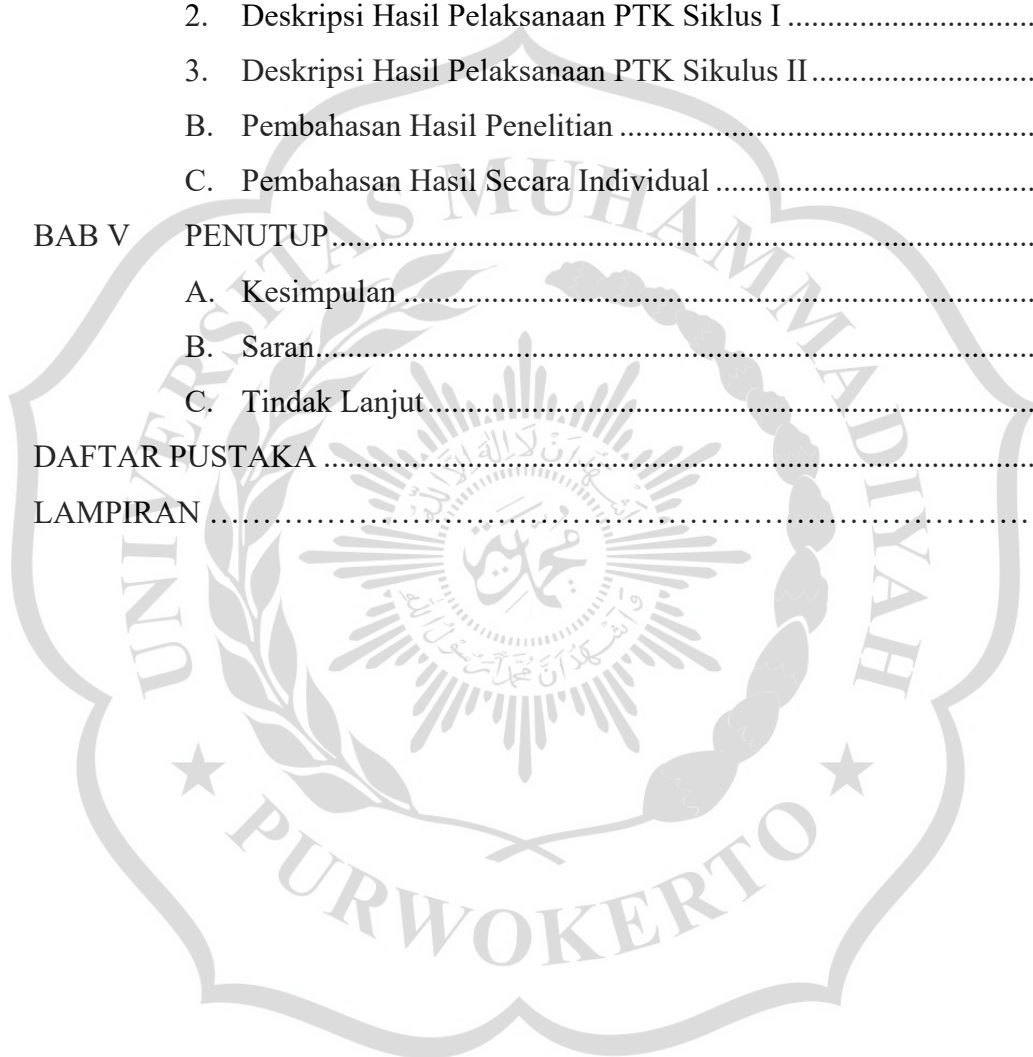 2. Deskripsi Hasil Pelaksanaan PTK Siklus I ..............................
3. Deskripsi Hasil Pelaksanaan PTK Sikulus II ..............................
B. Pembahasan Hasil Penelitian ..............................
C. Pembahasan Hasil Secara Individual ..............................
BAB V PENUTUP ..............................
A. Kesimpulan ..............................
B. Saran ..............................
C. Tindak Lanjut ..............................
DAFTAR PUSTAKA ..............................
LAMPIRAN ..............................
UNIVERSITAS MUHAMMADIYAH
PURWOKERTO